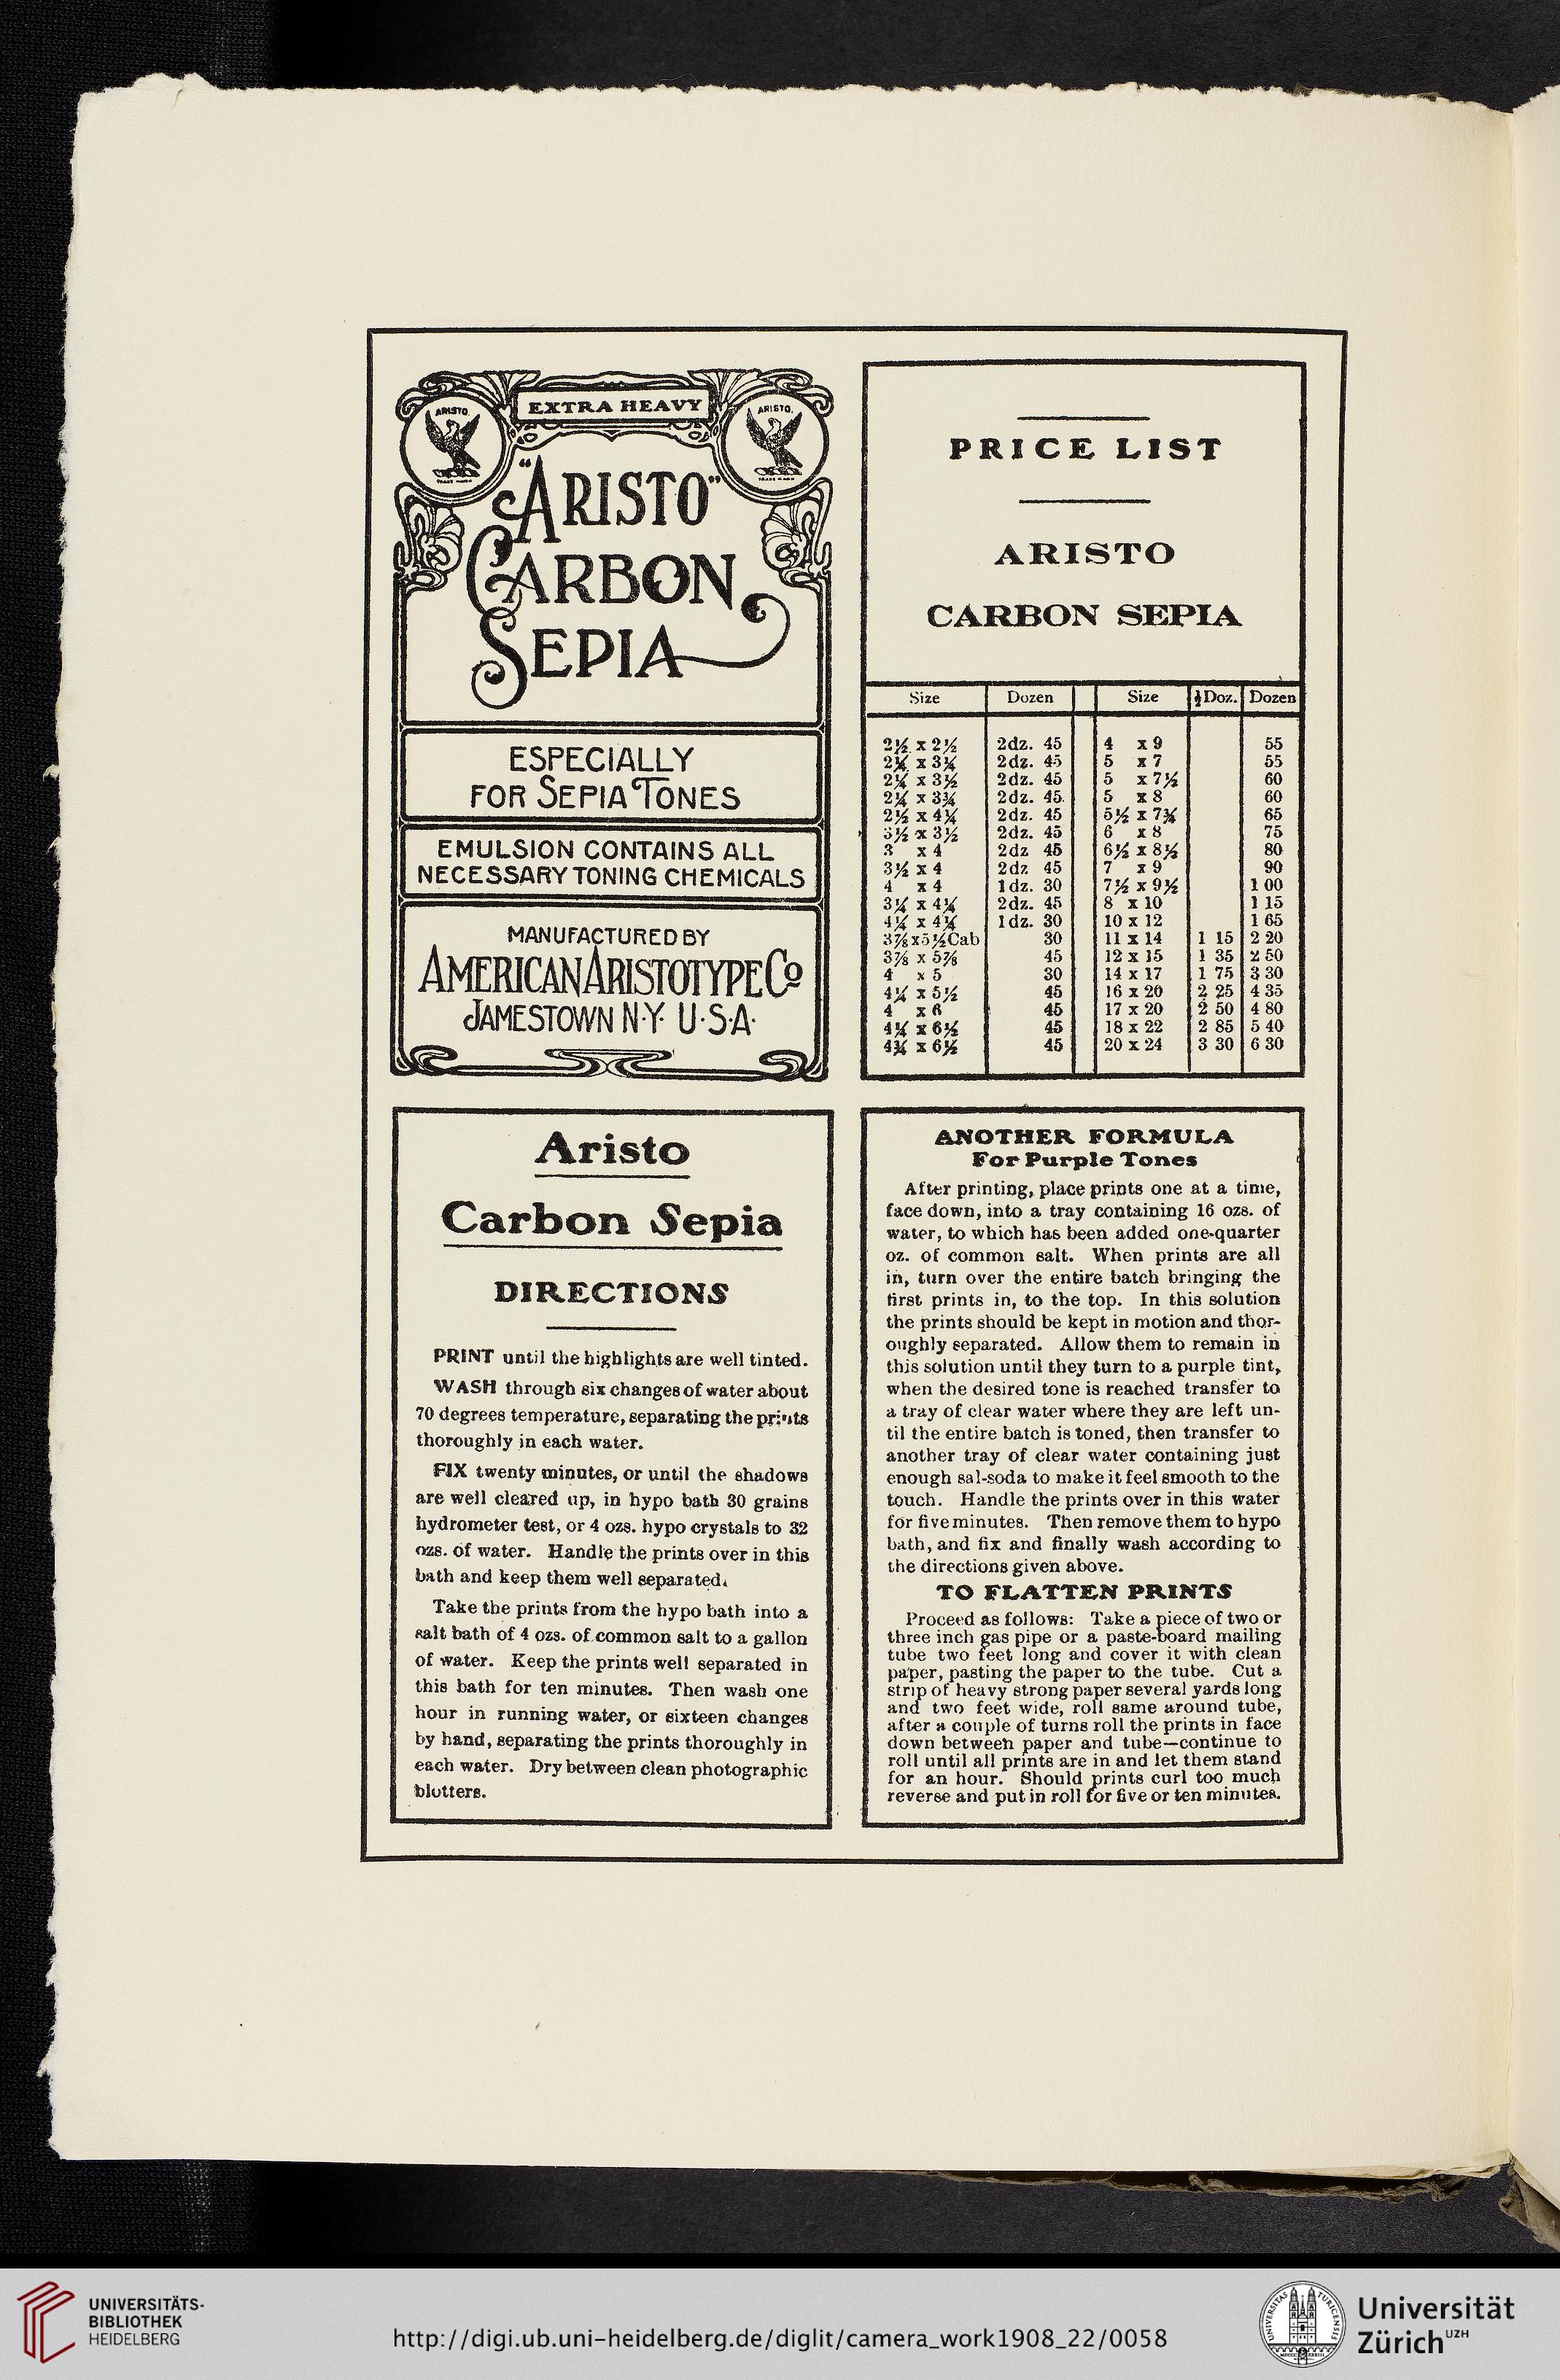 EXTRA HEAVY
ARISTO.
ARISTO.
TRADE MARK
TRADE MARK
"ARISTO"
CARBON
SEPIA
ESPECIALLY
FOR SEPIA TONES
EMULSION CONTAINS ALL
NECESSARY TONING CHEMICALS
MANUFACTURED BY
AMERICAN ARISTOTYPE Co
JAMESTOWN N·Y· U·S·A·
PRICE LIST
ARISTO
CARBON SEPIA
Size Dozen Size ½Doz. Dozen
2½ x 2½ 2dz. 45 4 x 9 55
2¼ x 3¼ 2dz. 45 5 x 7 55
2¼ x 3½ 2dz. 45 5 x 7½ 60
2¼ x 3¾ 2dz. 45 5 x 8 60
2½ x 4¼ 2dz. 45 5½ x 7¾ 65
3½ x 3½ 2dz. 45 6 x 8 75
3 x 4 2dz 45 6½ x 8½ 80
3½ x 4 2dz 45 7 x 9 90
4 x 4 1dz. 30 7½ x 9½ 1 00
3¼ x 4¼ 2dz. 45 8 x 10 1 15
4¼ x 4¼ 1dz. 30 10 x 12 1 65
3⅞x5½Cab 30 11 x 14 1 15 2 20
3⅞ x 5⅞ 45 12 x 15 1 35 2 50
4 x 5 30 14 x 17 1 75 3 30
4¼ x 5½ 45 16 x 20 2 25 4 35
4 x 6 45 17 x 20 2 50 4 80
4¼ x 6½ 45 18 x 22 2 85 5 40
4¾ x 6½ 45 20 x 24 3 30 6 30
Aristo
Carbon Sepia
DIRECTIONS
PRINT until the highlights are well tinted.
WASH through six changes of water about
70 degrees temperature, separating the prints
thoroughly in each water.
FIX twenty minutes, or until the shadows
are well cleared up, in hypo bath 30 grains
hydrometer test, or 4 ozs. hypo crystals to 32
ozs. of water. Handle the prints over in this
bath and keep them well separated.
Take the prints from the hypo bath into a
salt bath of 4 ozs. of common salt to a gallon
of water. Keep the prints well separated in
this bath for ten minutes. Then wash one
hour in running water, or sixteen changes
by hand, separating the prints thoroughly in
each water. Dry between clean photographic
blotters.
ANOTHER FORMULA
For Purple Tones
After printing, place prints one at a time,
face down, into a tray containing 16 ozs. of
water, to which has been added one-quarter
oz. of common salt. When prints are all
in, turn over the entire batch bringing the
first prints in, to the top. In this solution
the prints should be kept in motion and thor-
oughly separated. Allow them to remain in
this solution until they turn to a purple tint,
when the desired tone is reached transfer to
a tray of clear water where they are left un-
til the entire batch is toned, then transfer to
another tray of clear water containing just
enough sal-soda to make it feel smooth to the
touch. Handle the prints over in this water
for five minutes. Then remove them to hypo
bath, and fix and finally wash according to
the directions given above.
TO FLATTEN PRINTS
Proceed as follows: Take a piece of two or
three inch gas pipe or a paste-board mailing
tube two feet long and cover it with clean
paper, pasting the paper to the tube. Cut a
strip of heavy strong paper several yards long
and two feet wide, roll same around tube,
after a couple of turns roll the prints in face
down between paper and tube—continue to
roll until all prints are in and let them stand
for an hour. Should prints curl too much
reverse and put in roll for five or ten minutes.
UNIVERSITÄTS-
BIBLIOTHEK
HEIDELBERG
http://digi.ub.uni-heidelberg.de/diglit/camera_work1908_22/0058
Universität
Zürich UZH